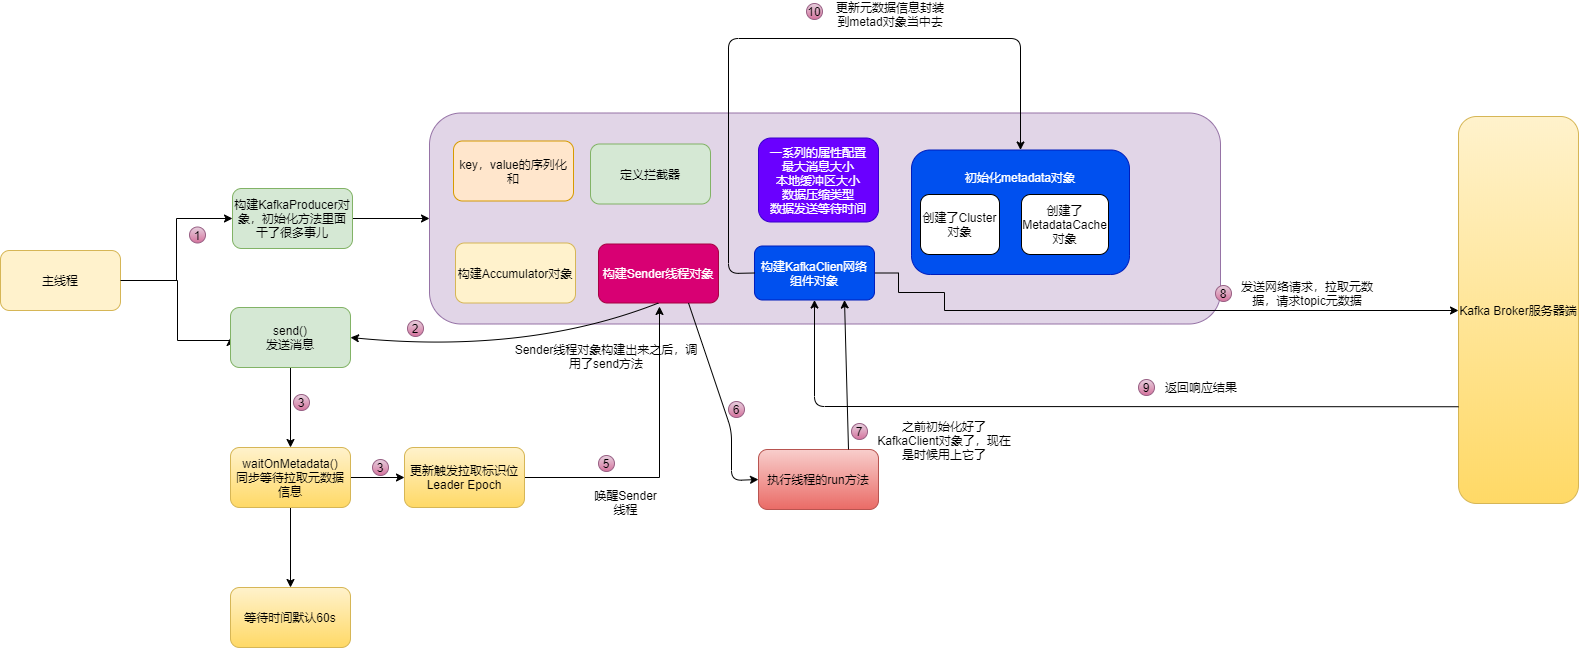 10
更新元数据信息封装
到metad对象当中去
key，value的序列化
和
定义拦截器
一系列的属性配置
最大消息大小
本地缓冲区大小
数据压缩类型
数据发送等待时间
初始化metadata对象
创建了Cluster
对象
创建了
MetadataCache
对象
构建KafkaProducer对
象，初始化方法里面
干了很多事儿
1
主线程
构建Accumulator对象
构建Sender线程对象
构建KafkaClien网络
组件对象
8
发送网络请求，拉取元数
据，请求topic元数据
Kafka Broker服务器端
send()
发送消息
2
Sender线程对象构建出来之后，调
用了send方法
9
返回响应结果
3
6
7
之前初始化好了
KafkaClient对象了，现在
是时候用上它了
waitOnMetadata()
同步等待拉取元数据
信息
3
更新触发拉取标识位
Leader Epoch
5
唤醒Sender
线程
执行线程的run方法
等待时间默认60s